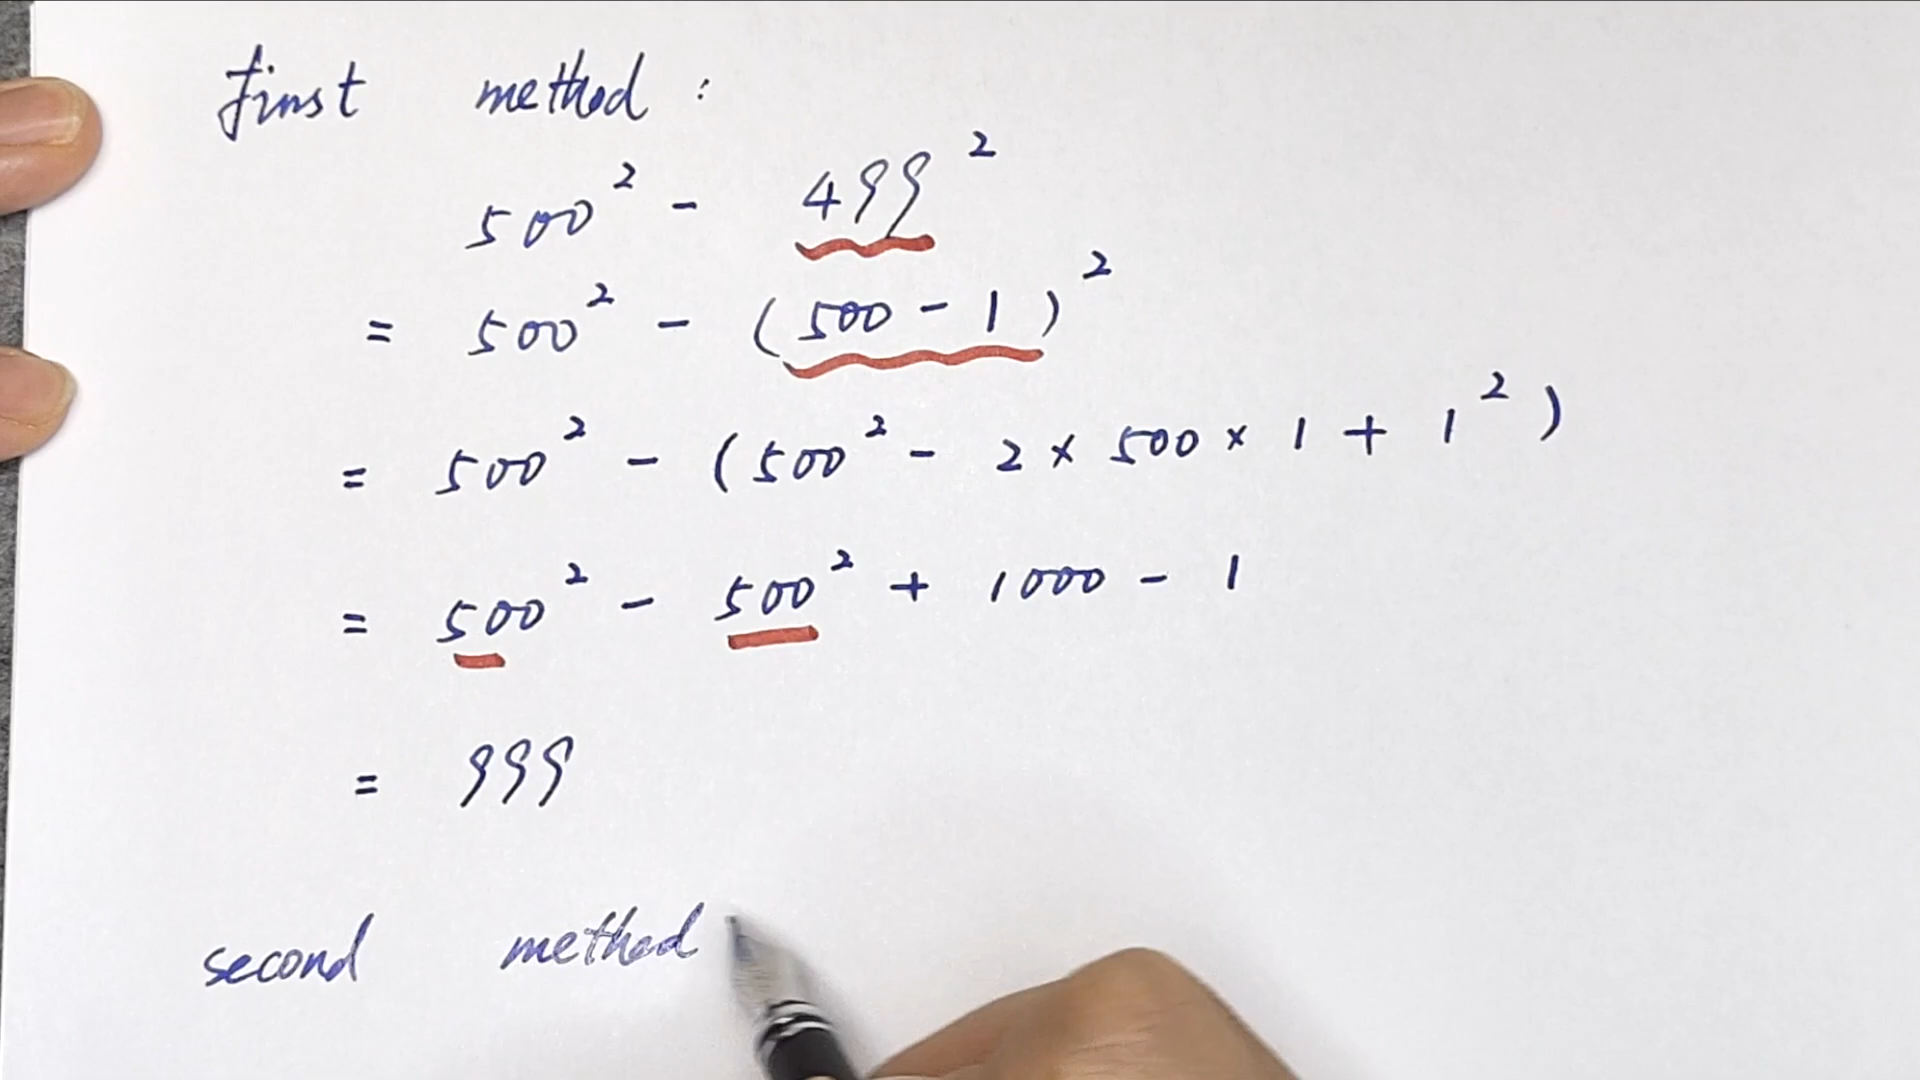 first method :
500² - 499²
= 500² - (500 - 1)²
= 500² - (500² - 2 × 500 × 1 + 1²)
= 500² - 500² + 1000 - 1
= 999
second method